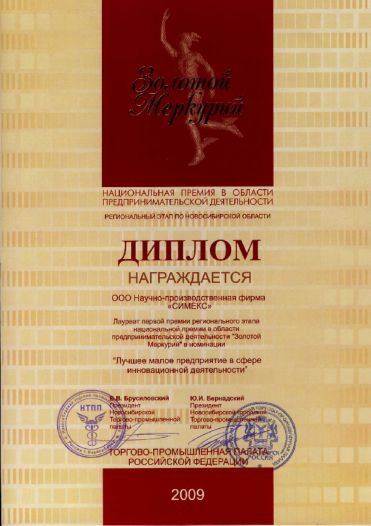 Золотой
Меркурий
НАЦИОНАЛЬНАЯ ПРЕМИЯ В ОБЛАСТИ
ПРЕДПРИНИМАТЕЛЬСКОЙ ДЕЯТЕЛЬНОСТИ
РЕГИОНАЛЬНЫЙ ЭТАП ПО НОВОСИБИРСКОЙ ОБЛАСТИ
ДИПЛОМ
НАГРАЖДАЕТСЯ
ООО Научно-производственная фирма
«СИМЕКС»
Лауреат первой премии регионального этапа
национальной премии в области
предпринимательской деятельности "Золотой
Меркурий" в номинации
"Лучшее малое предприятие в сфере
инновационной деятельности"
Б.В. Брусиловский Ю.И. Бернадский
Президент Президент
Новосибирской Новосибирской городской
Торгово-промышленной Торгово-промышленной
палаты палаты
НТПП
ТОРГОВО-ПРОМЫШЛЕННАЯ ПАЛАТА
РОССИЙСКОЙ ФЕДЕРАЦИИ
2009